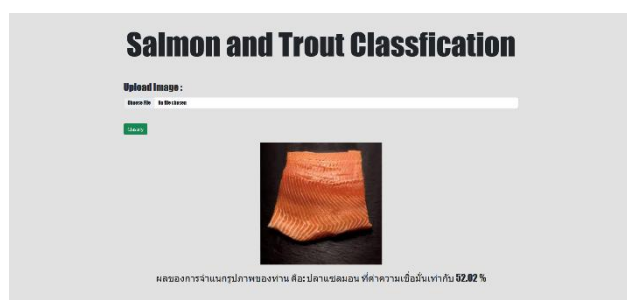 Salmon and Trout Classfication
Upload Image :
Choose File No file chosen
ผลของการจำแนกรูปภาพของท่าน คือ: ปลาแซลมอน ที่ค่าความเชื่อมั่นเท่ากับ 52.02 %